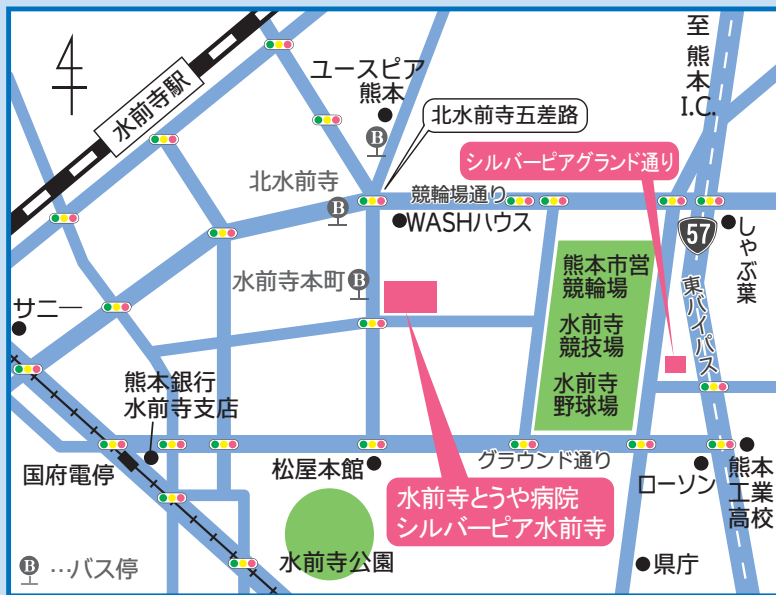 至
熊
本
I.C.
ユースピア
熊本
水前寺駅
北水前寺五差路
シルバーピアグランド通り
北水前寺
競輪場通り
WASHハウス
57
しゃぶ葉
水前寺本町
熊本市営
競輪場
水前寺
競技場
水前寺
野球場
東バイパス
サニー
熊本銀行
水前寺支店
国府電停
松屋本館
グラウンド通り
ローソン
熊本
工業
高校
水前寺とうや病院
シルバーピア水前寺
水前寺公園
県庁
B …バス停
B
B
B